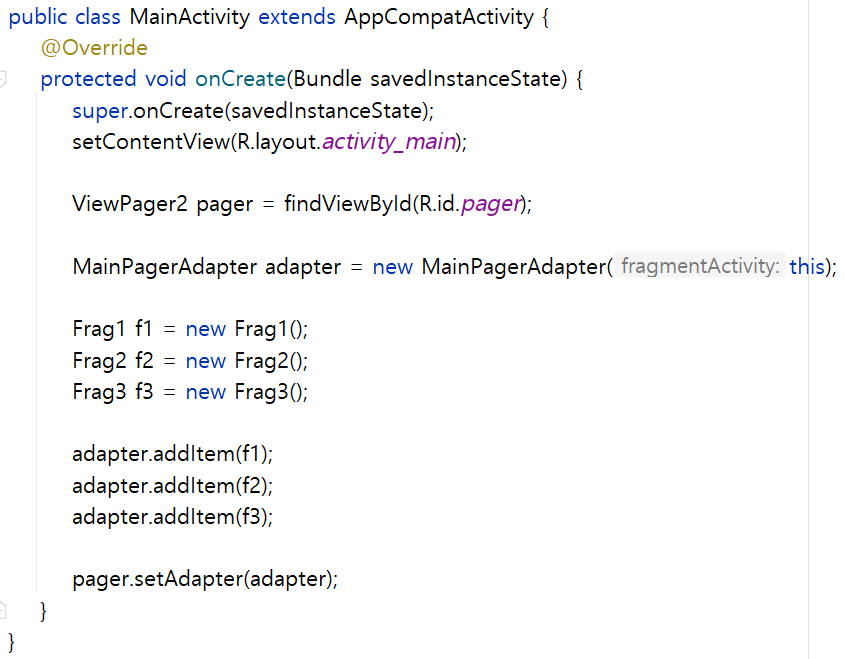 public class MainActivity extends AppCompatActivity {
@Override
protected void onCreate(Bundle savedInstanceState) {
super.onCreate(savedInstanceState);
setContentView(R.layout.activity_main);
ViewPager2 pager = findViewById(R.id.pager);
MainPagerAdapter adapter = new MainPagerAdapter( fragmentActivity: this);
Frag1 f1 = new Frag1();
Frag2 f2 = new Frag2();
Frag3 f3 = new Frag3();
adapter.addItem(f1);
adapter.addItem(f2);
adapter.addItem(f3);
pager.setAdapter(adapter);
}
}